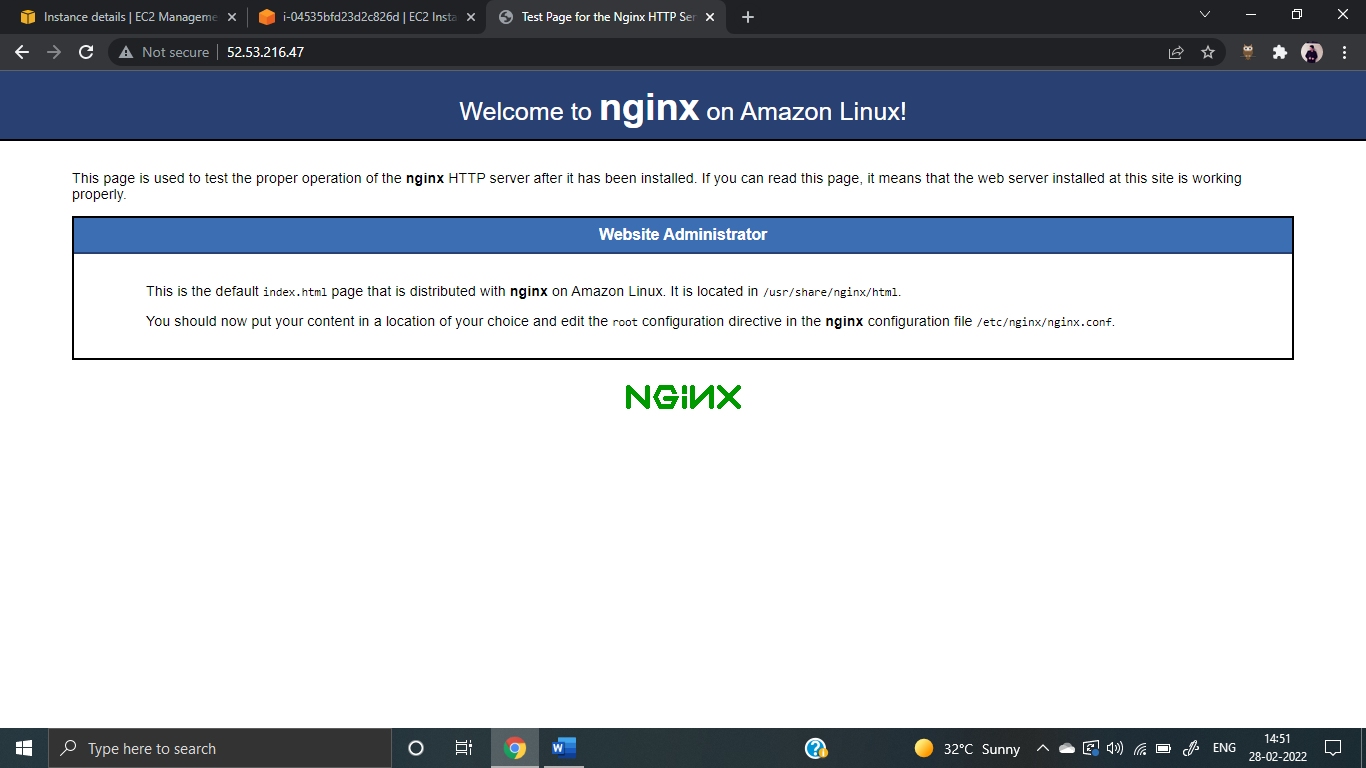 Instance details | EC2 Manageme
i-04535bfd23d2c826d | EC2 Insta
Test Page for the Nginx HTTP Ser
Not secure
52.53.216.47
Welcome to nginx on Amazon Linux!
This page is used to test the proper operation of the nginx HTTP server after it has been installed. If you can read this page, it means that the web server installed at this site is working
properly.
Website Administrator
This is the default index.html page that is distributed with nginx on Amazon Linux. It is located in /usr/share/nginx/html.
You should now put your content in a location of your choice and edit the root configuration directive in the nginx configuration file /etc/nginx/nginx.conf.
NGINX
Type here to search
32°C Sunny
ENG
14:51
28-02-2022